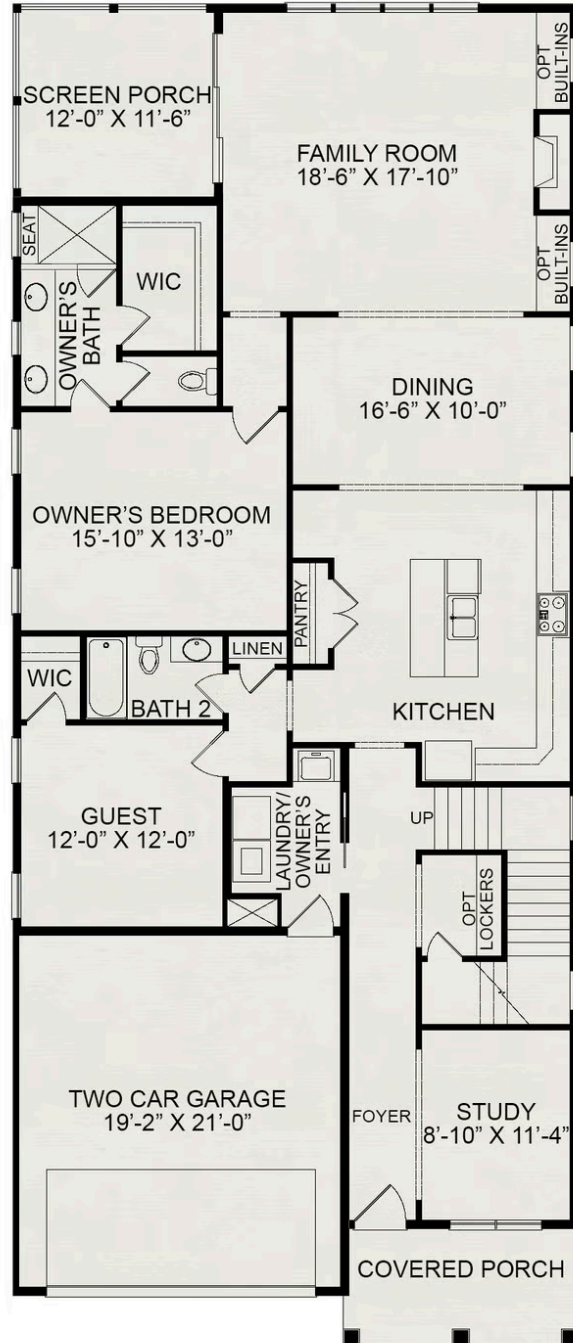 SCREEN PORCH
12'-0" X 11'-6"
FAMILY ROOM
18'-6" X 17'-10"
OPT
BUILT-INS
OPT
BUILT-INS
SEAT
WIC
OWNER'S
BATH
DINING
16'-6" X 10'-0"
OWNER'S BEDROOM
15'-10" X 13'-0"
PANTRY
KITCHEN
WIC
BATH 2
LINEN
GUEST
12'-0" X 12'-0"
LAUNDRY/
OWNER'S
ENTRY
UP
OPT
LOCKERS
TWO CAR GARAGE
19'-2" X 21'-0"
FOYER
STUDY
8'-10" X 11'-4"
COVERED PORCH